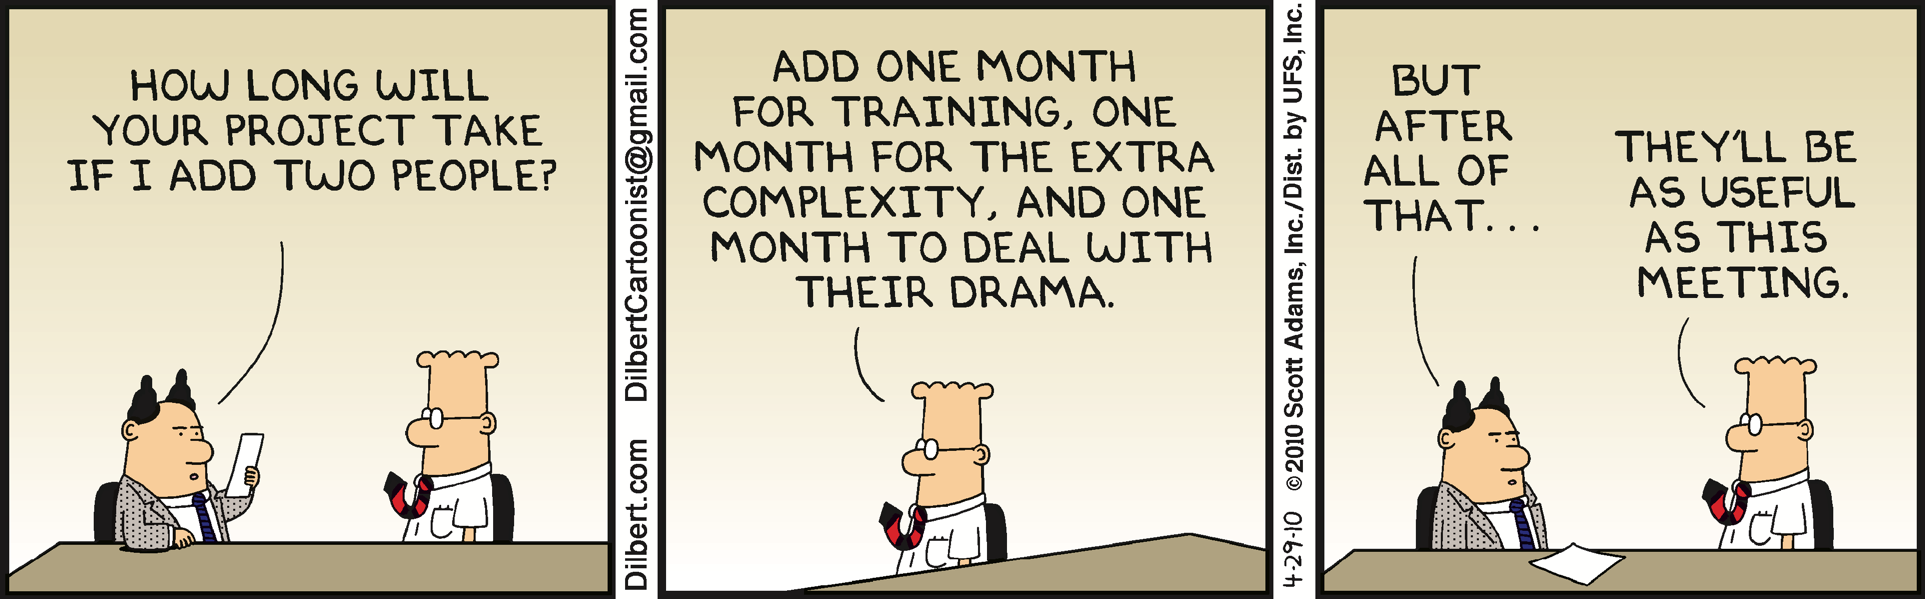 HOW LONG WILL
YOUR PROJECT TAKE
IF I ADD TWO PEOPLE?
Dilbert.com DilbertCartoonist@gmail.com
ADD ONE MONTH
FOR TRAINING, ONE
MONTH FOR THE EXTRA
COMPLEXITY, AND ONE
MONTH TO DEAL WITH
THEIR DRAMA.
4-29-10 ©2010 Scott Adams, Inc./Dist. by UFS, Inc.
BUT
AFTER
ALL OF
THAT...
THEY'LL BE
AS USEFUL
AS THIS
MEETING.